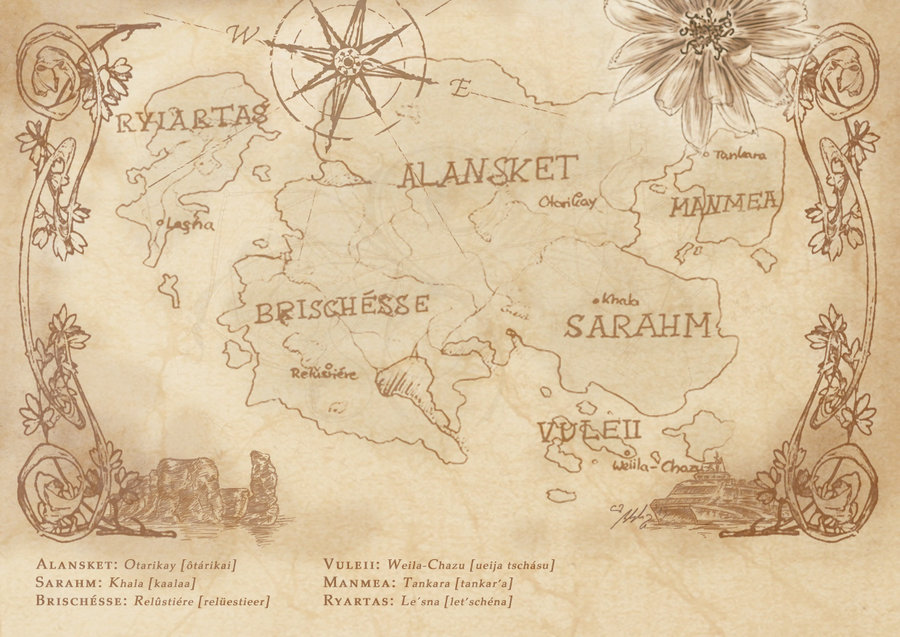 W
E
RYIARTAS
ALANSKET
Tankara
Otarikay
MANMEA
Lesna
BRISCHÉSSE
Khala
SARAHM
Relûstiére
VULEII
Weila-Chazu
ALANSKET: Otarikay [ôtárikai]
SARAHM: Khala [kaalaa]
BRISCHÉSSE: Relûstiére [relüestieer]
VULEII: Weila-Chazu [ueija tschásu]
MANMEA: Tankara [tankar'a]
RYARTAS: Le´sna [let'schéna]